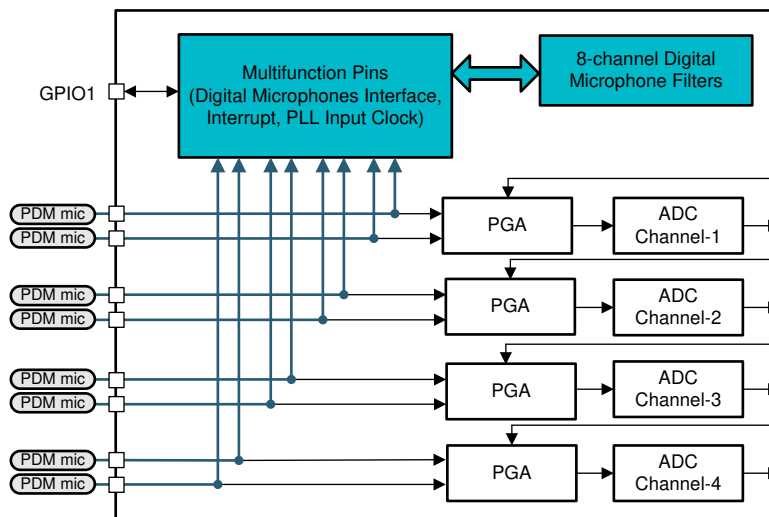 Multifunction Pins
(Digital Microphones Interface,
Interrupt, PLL Input Clock)
8-channel Digital
Microphone Filters
GPIO1
PDM mic
PDM mic
PGA
ADC
Channel-1
PDM mic
PDM mic
PGA
ADC
Channel-2
PDM mic
PDM mic
PGA
ADC
Channel-3
PDM mic
PDM mic
PGA
ADC
Channel-4